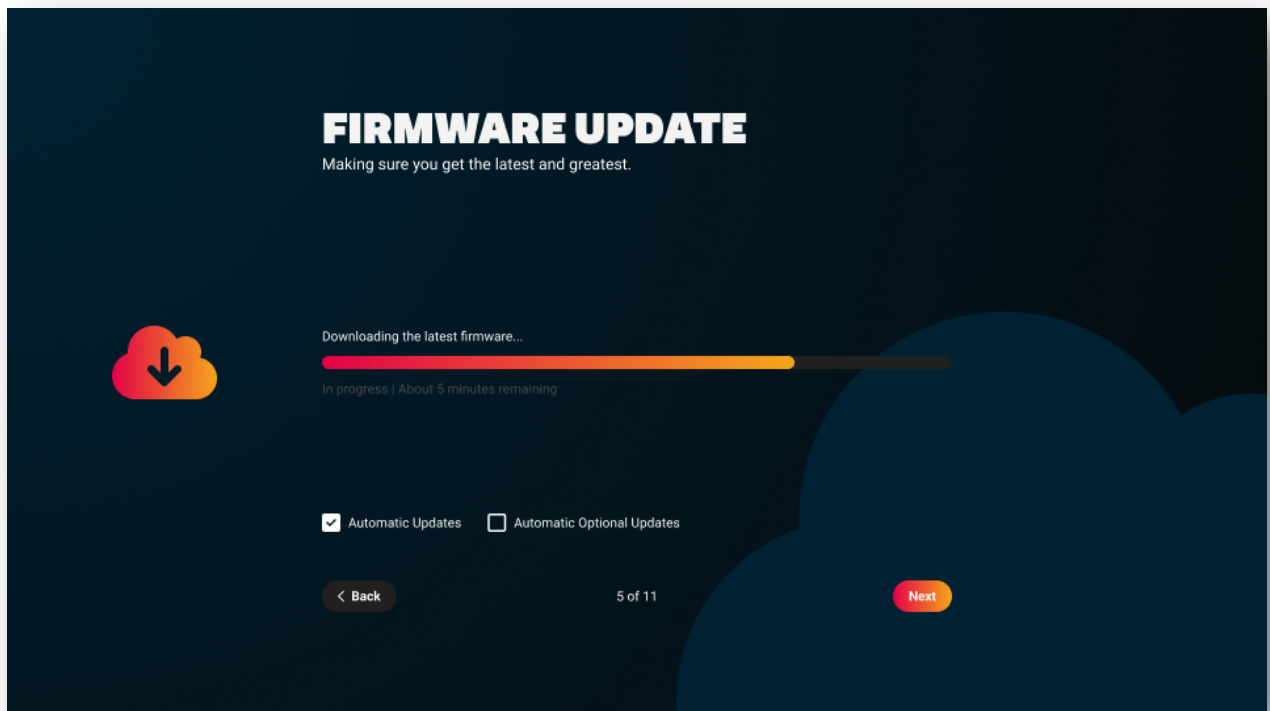 FIRMWARE UPDATE
Making sure you get the latest and greatest.
Downloading the latest firmware...
In progress | About 5 minutes remaining
Automatic Updates
Automatic Optional Updates
Back
5 of 11
Next